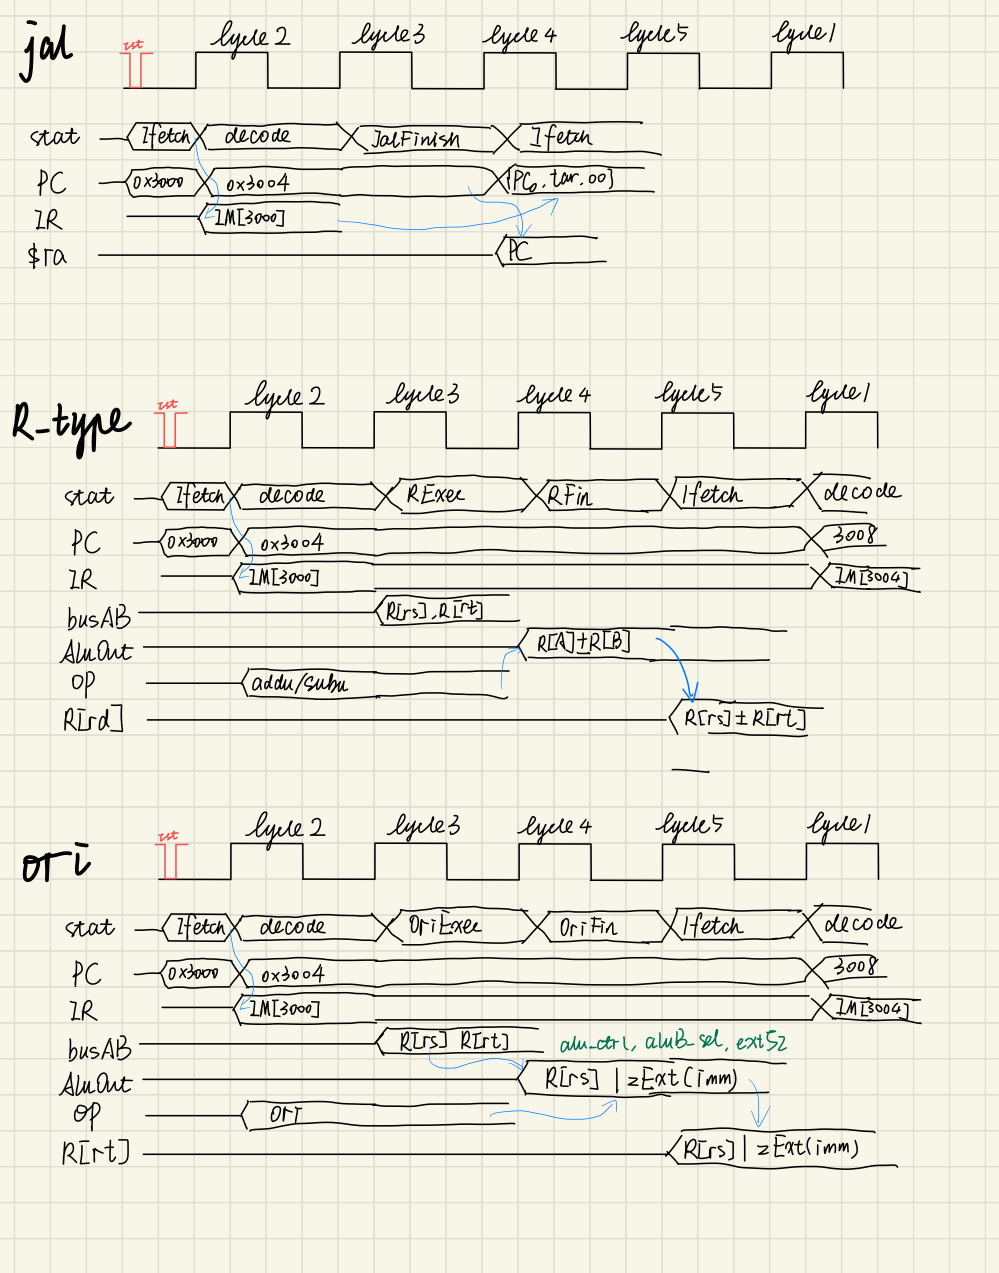 jal
rst
Cycle 2 Cycle 3 Cycle 4 Cycle 5 Cycle 1
stat Ifetch decode JalFinish Ifetch
PC 0x3000 0x3004 {PC₀.tar.00}
IR IM[3000]
$ra PC
R_type
rst
Cycle 2 Cycle 3 Cycle 4 Cycle 5 Cycle 1
stat Ifetch decode RExec RFin Ifetch decode
PC 0x3000 0x3004 3008
IR IM[3000] IM[3004]
busAB R[rs], R[rt]
AluOut R[A]±R[B]
OP addu/subu
R[rd] R[rs]±R[rt]
ori
rst
Cycle 2 Cycle 3 Cycle 4 Cycle 5 Cycle 1
stat Ifetch decode OriExec OriFin Ifetch decode
PC 0x3000 0x3004 3008
IR IM[3000] IM[3004]
busAB R[rs] R[rt] alu_ctrl, aluB_sel, ext52
AluOut R[rs] | zExt(imm)
OP ori
R[rt] R[rs] | zExt(imm)